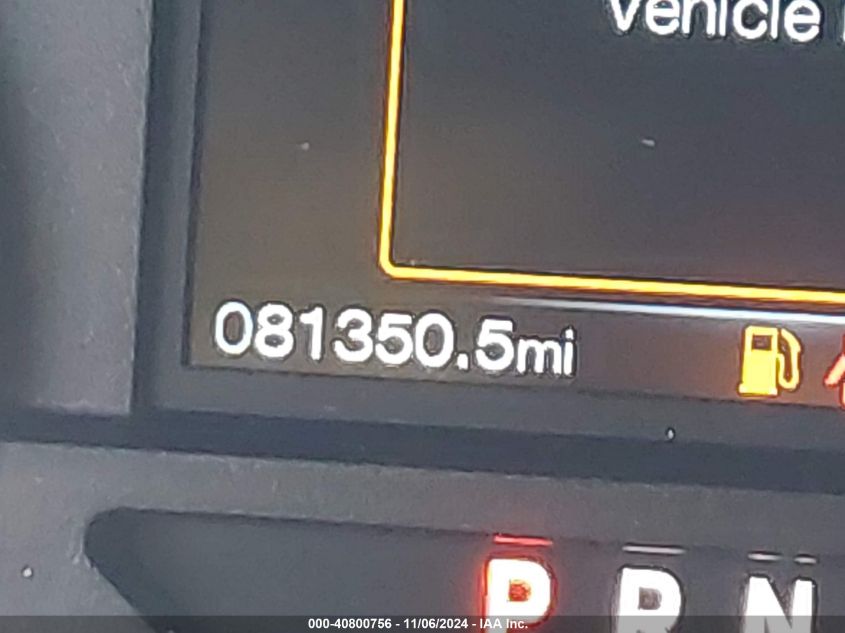 Vehicle
081350.5mi
P R N
000-40800756 - 11/06/2024 - IAA Inc.